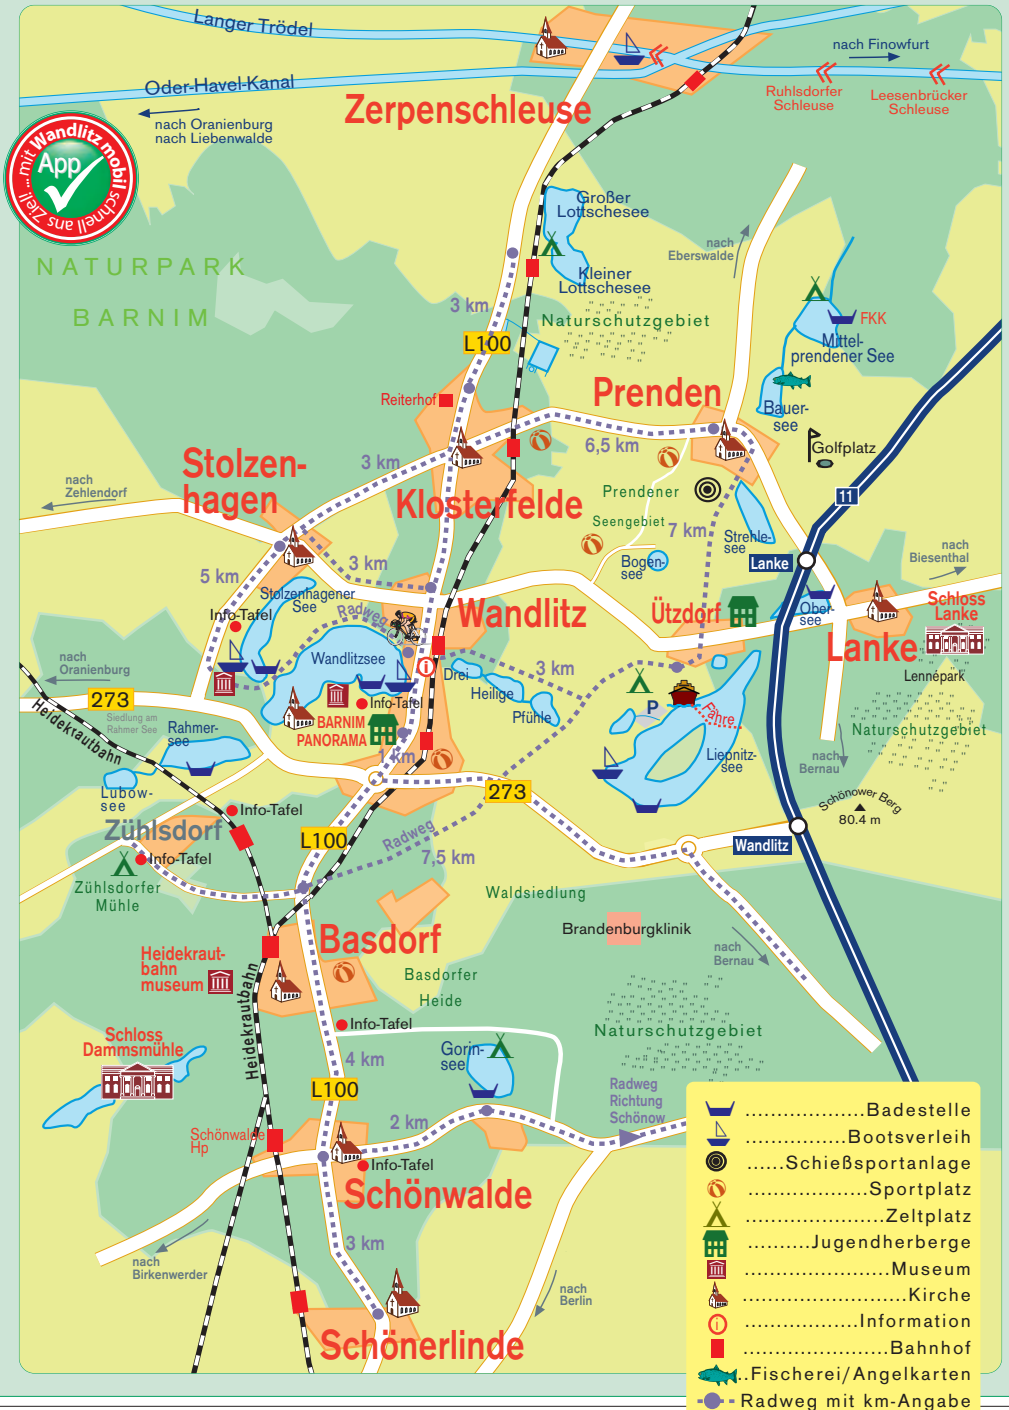 Langer Trödel
nach Finowfurt
Oder-Havel-Kanal
nach Oranienburg
nach Liebenwalde
Zerpenschleuse
Ruhlsdorfer
Schleuse
Leesenbrücker
Schleuse
...mit Wandlitz mobil schnell ans Ziel!
App
NATURPARK
BARNIM
Großer
Lottschesee
Kleiner
Lottschesee
nach
Eberswalde
3 km
L100
Naturschutzgebiet
FKK
Mittel-
prendener See
Reiterhof
Prenden
Bauer-
see
6,5 km
Golfplatz
Stolzen-
hagen
3 km
nach
Zehlendorf
Klosterfelde
Prendener
Seengebiet
7 km
11
Strehle-
see
Bogen-
see
Lanke
nach
Biesenthal
5 km
3 km
Stolzenhagener
See
Info-Tafel
Radweg
Wandlitz
Ützdorf
Ober-
see
Schloss
Lanke
Lanke
Lennépark
Wandlitzsee
Drei
Heilige
Pfühle
3 km
nach
Oranienburg
273
Siedlung am
Rahmer See
Heidekrautbahn
Rahmer-
see
Info-Tafel
BARNIM
PANORAMA
1 km
P
Fähre
Liepnitz-
see
Naturschutzgebiet
nach
Bernau
Lubow-
see
273
Schönower Berg
80.4 m
Info-Tafel
Zühlsdorf
Info-Tafel
L100
Radweg
7,5 km
Wandlitz
Zühlsdorfer
Mühle
Waldsiedlung
Brandenburgklinik
nach
Bernau
Basdorf
Heidekraut-
bahn
museum
Basdorfer
Heide
Heidekrautbahn
Info-Tafel
Naturschutzgebiet
Schloss
Dammsmühle
4 km
Gorin-
see
L100
Radweg
Richtung
Schönow
2 km
Schönwalde
Hp
Info-Tafel
Schönwalde
3 km
nach
Birkenwerder
nach
Berlin
Schönerlinde
...................Badestelle
................Bootsverleih
......Schießsportanlage
...................Sportplatz
......................Zeltplatz
..........Jugendherberge
.......................Museum
..........................Kirche
..................Information
.......................Bahnhof
..Fischerei/Angelkarten
Radweg mit km-Angabe